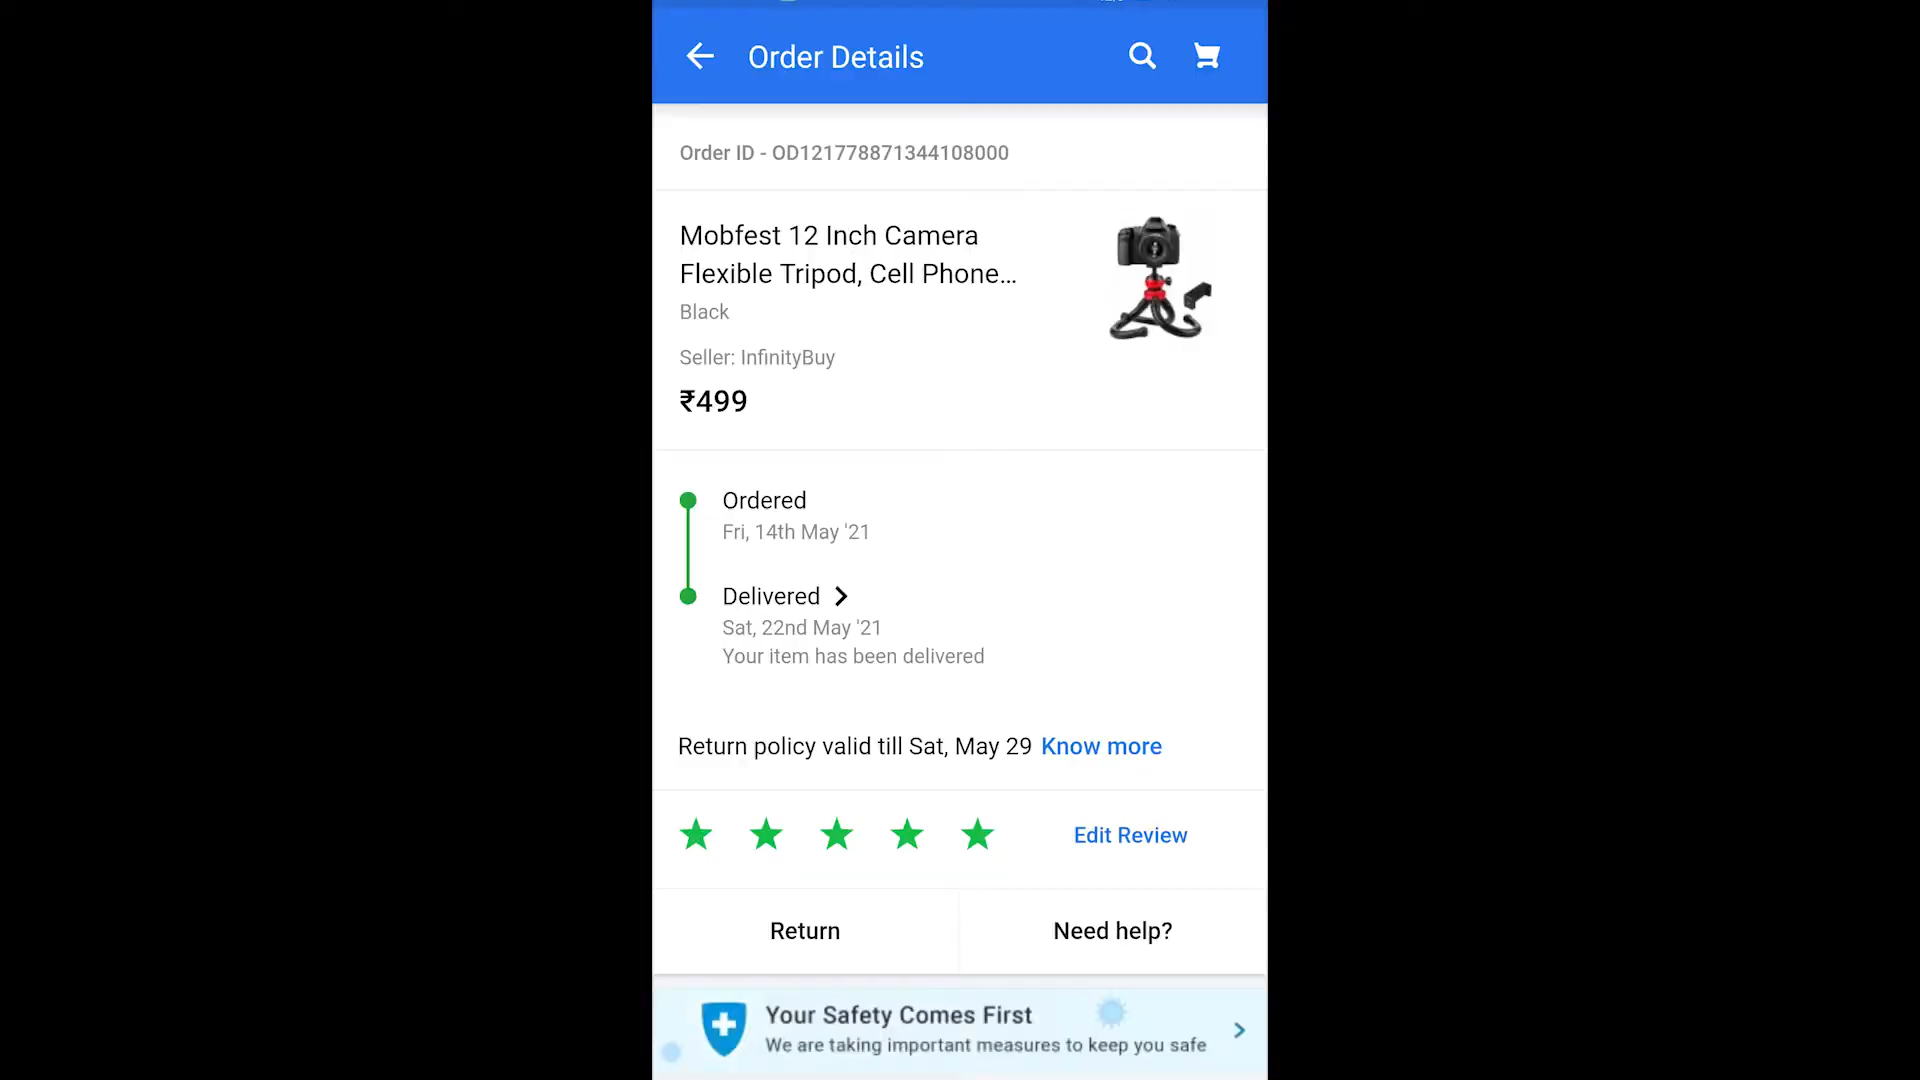 Order Details
Order ID - OD121778871344108000
Mobfest 12 Inch Camera
Flexible Tripod, Cell Phone...
Black
Seller: InfinityBuy
₹499
Ordered
Fri, 14th May '21
Delivered
Sat, 22nd May '21
Your item has been delivered
Return policy valid till Sat, May 29 Know more
Edit Review
Return
Need help?
Your Safety Comes First
We are taking important measures to keep you safe